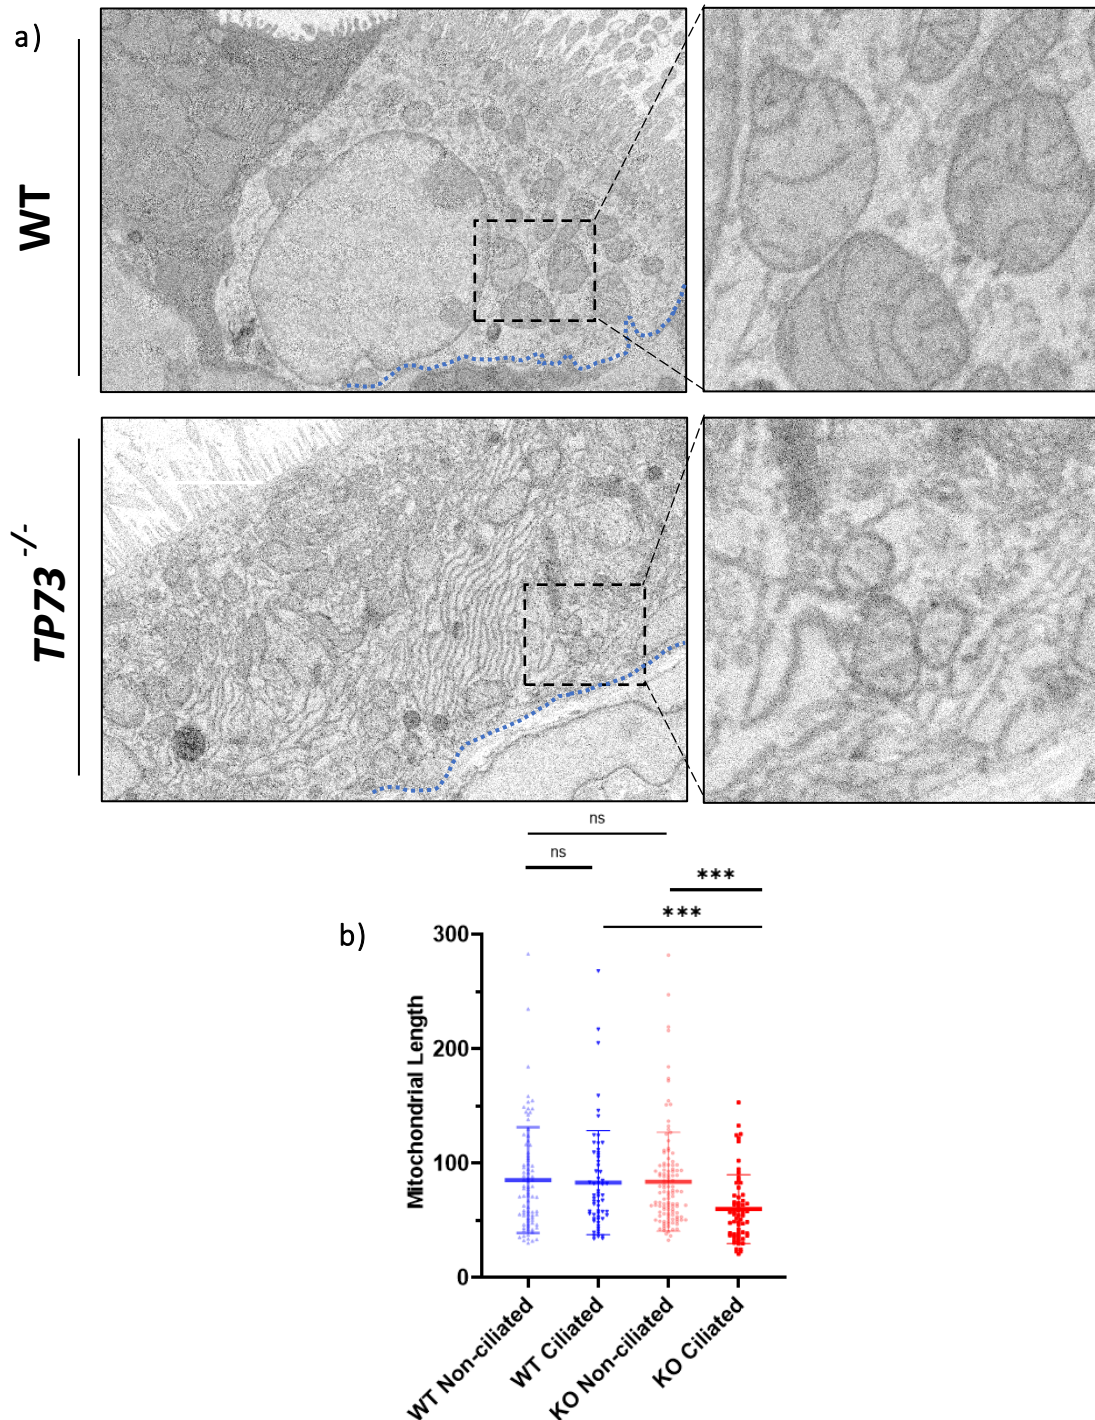 a)
WT
TP73-/-
ns
ns
***
***
b)
300
200
100
0
Mitochondrial Length
WT Non-ciliated
WT Ciliated
KO Non-ciliated
KO Ciliated